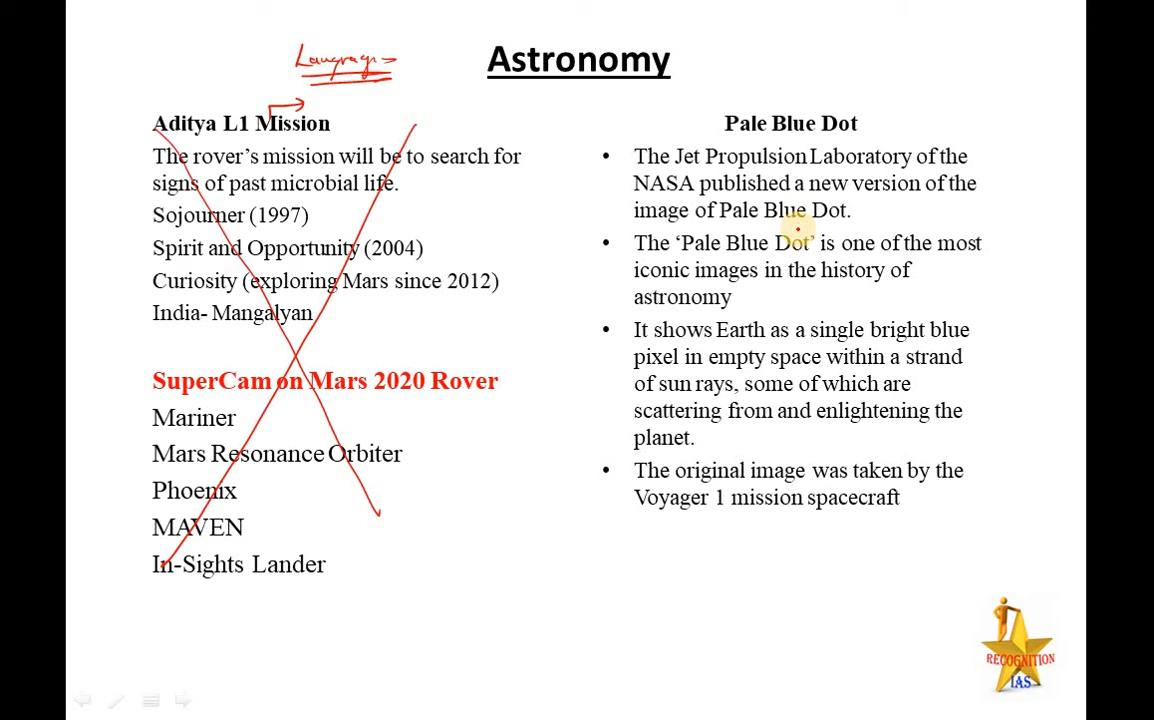 Astronomy
Aditya L1 Mission
The rover's mission will be to search for
signs of past microbial life.
Sojourner (1997)
Spirit and Opportunity (2004)
Curiosity (exploring Mars since 2012)
India- Mangalyan
SuperCam on Mars 2020 Rover
Mariner
Mars Resonance Orbiter
Phoenix
MAVEN
In-Sights Lander
Pale Blue Dot
• The Jet Propulsion Laboratory of the
NASA published a new version of the
image of Pale Blue Dot.
• The ‘Pale Blue Dot’ is one of the most
iconic images in the history of
astronomy
• It shows Earth as a single bright blue
pixel in empty space within a strand
of sun rays, some of which are
scattering from and enlightening the
planet.
• The original image was taken by the
Voyager 1 mission spacecraft
RECOGNITION
IAS